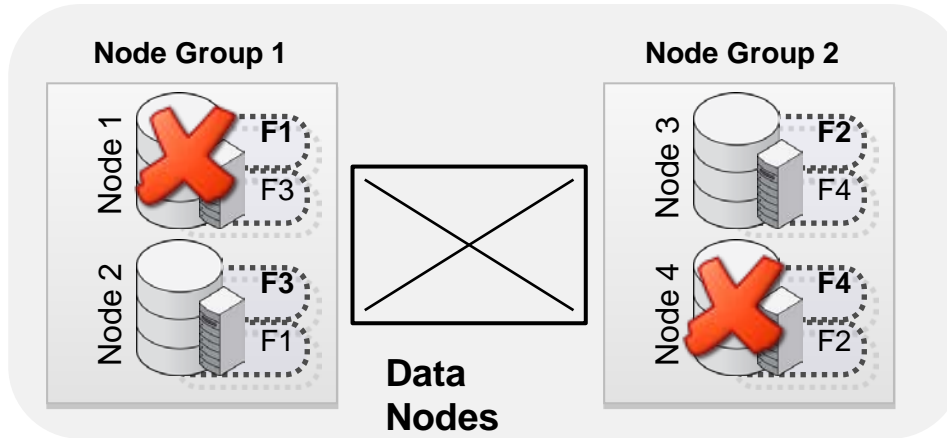 Node Group 1
Node 1
F1
F3
Node 2
F3
F1
Node Group 2
Node 3
F2
F4
Node 4
F4
F2
Data
Nodes